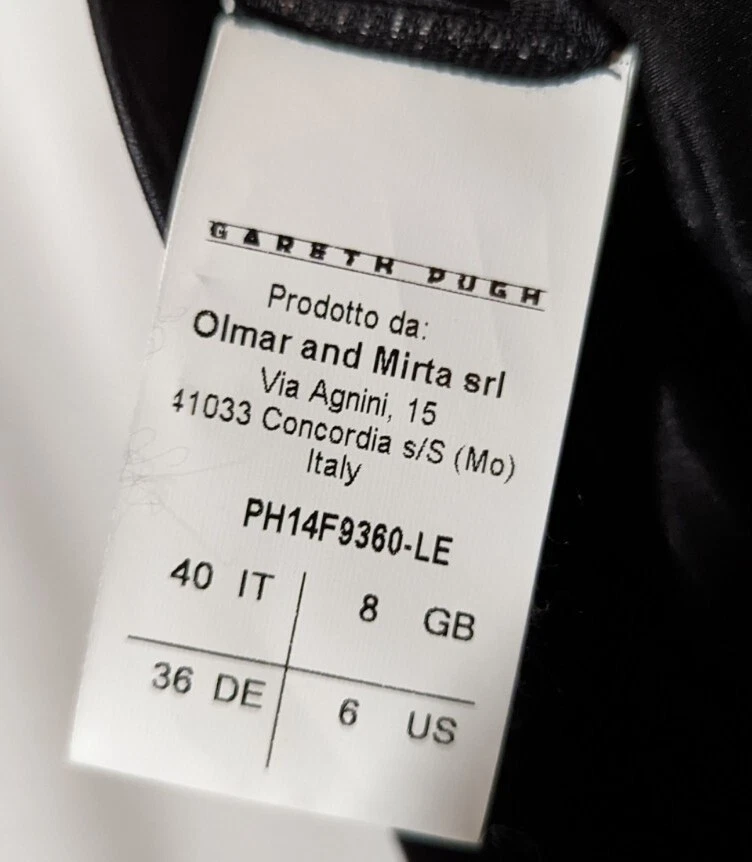 GARETH PUGH
Prodotto da:
Olmar and Mirta srl
Via Agnini, 15
41033 Concordia s/S (Mo)
Italy
PH14F9360-LE
40 IT 8 GB
36 DE 6 US